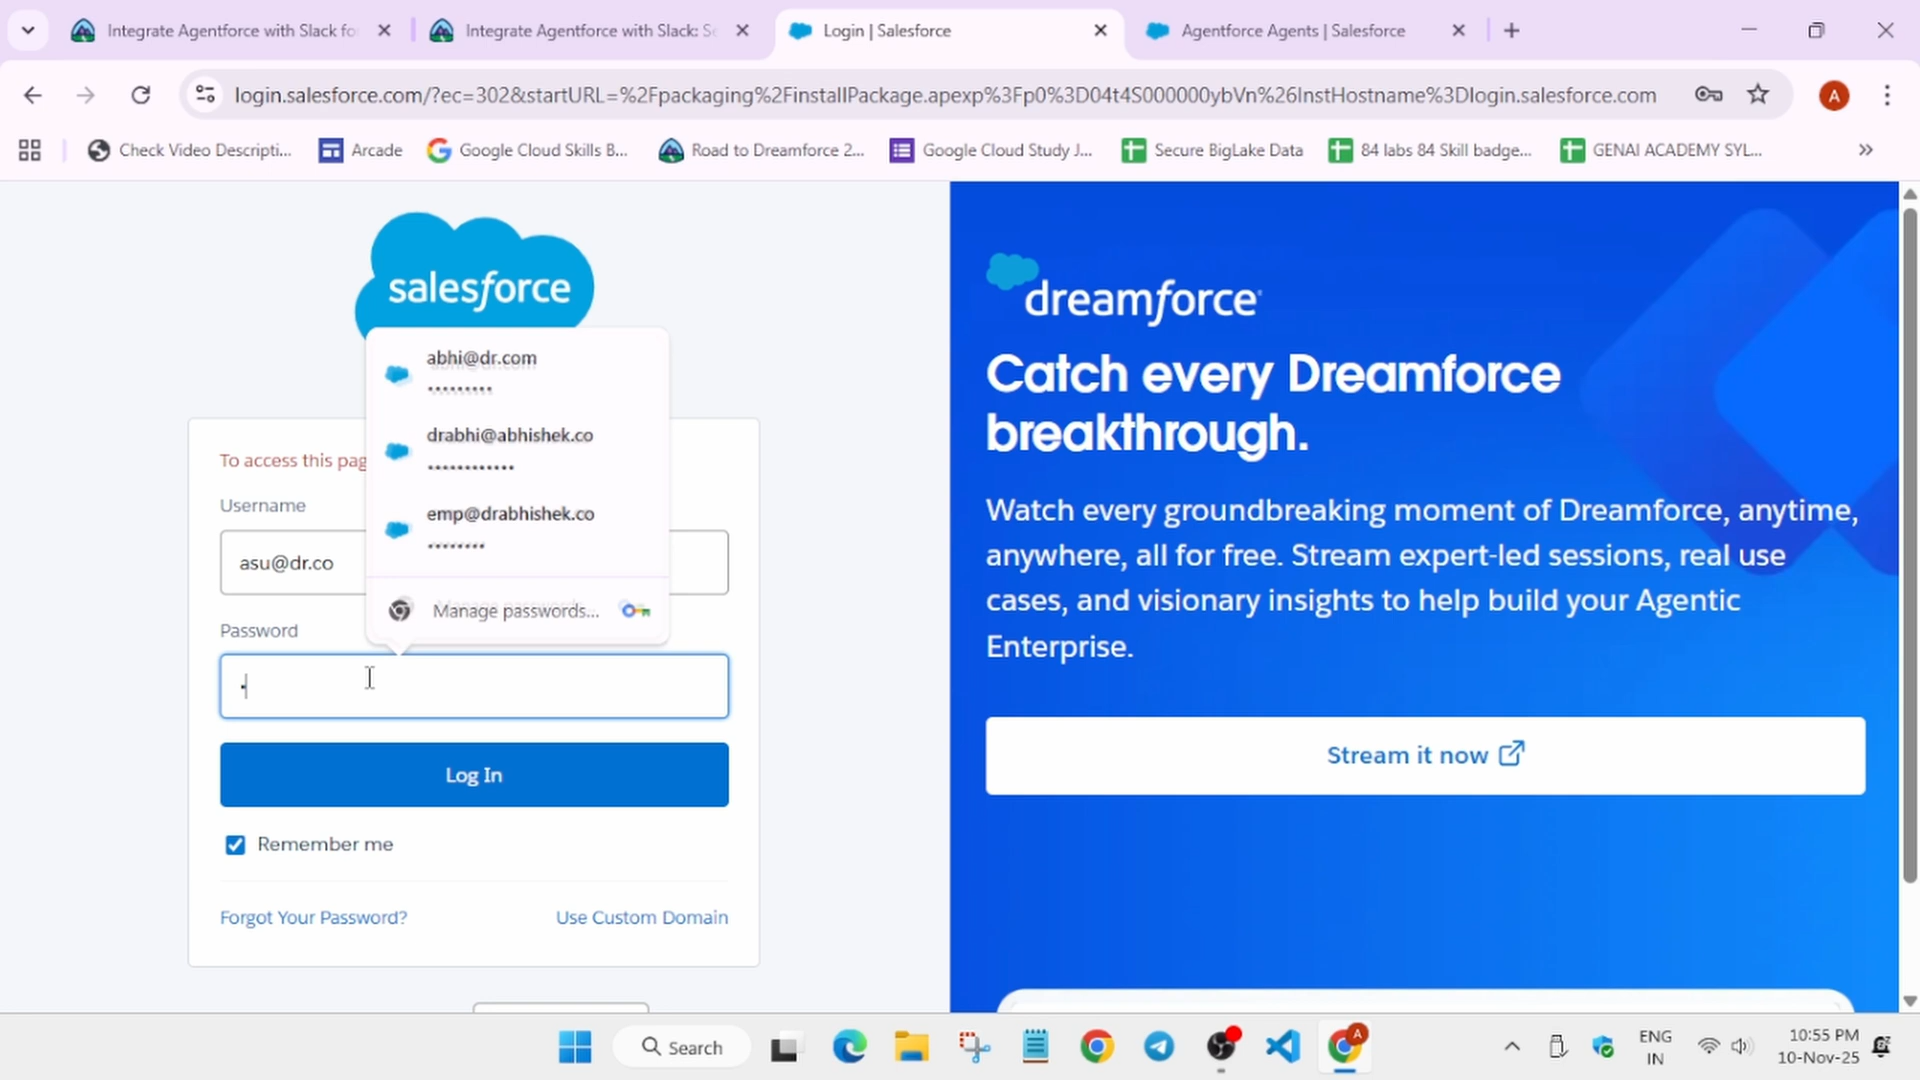 Integrate Agentforce with Slack fo
Integrate Agentforce with Slack: Se
Login | Salesforce
Agentforce Agents | Salesforce
login.salesforce.com/?ec=302&startURL=%2Fpackaging%2FinstallPackage.apexp%3Fp0%3D04t4S000000ybVn%26InstHostname%3Dlogin.salesforce.com
A
Check Video Descripti...
Arcade
Google Cloud Skills B...
Road to Dreamforce 2...
Google Cloud Study J...
Secure BigLake Data
84 labs 84 Skill badge...
GENAI ACADEMY SYL...
salesforce
abhi@dr.com
•••••••••
drabhi@abhishek.co
••••••••••••
emp@drabhishek.co
••••••••
Manage passwords...
To access this pag
Username
asu@dr.co
Password
•
Log In
Remember me
Forgot Your Password?
Use Custom Domain
dreamforce
Catch every Dreamforce
breakthrough.
Watch every groundbreaking moment of Dreamforce, anytime,
anywhere, all for free. Stream expert-led sessions, real use
cases, and visionary insights to help build your Agentic
Enterprise.
Stream it now
Search
A
ENG
IN
10:55 PM
10-Nov-25